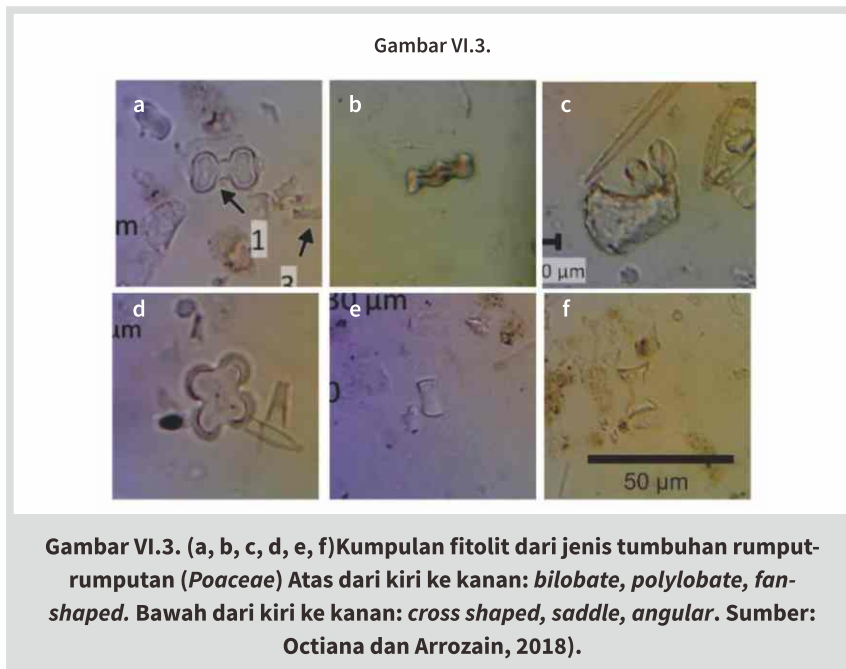 Gambar VI.3.
a
b
c
m
1
3
0 µm
d
e
f
µm
30 µm
0
50 µm
Gambar VI.3. (a, b, c, d, e, f)Kumpulan fitolit dari jenis tumbuhan rumput-
rumputan (Poaceae) Atas dari kiri ke kanan: bilobate, polylobate, fan-
shaped. Bawah dari kiri ke kanan: cross shaped, saddle, angular. Sumber:
Octiana dan Arrozain, 2018).